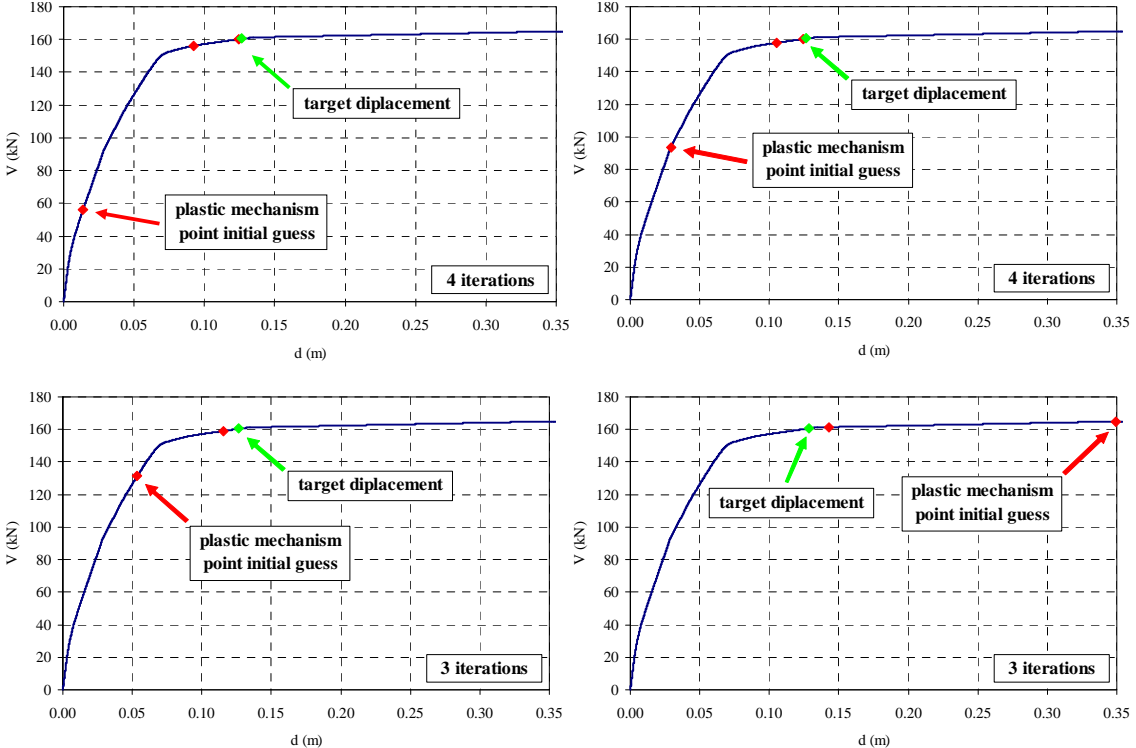 180
160
140
120
100
80
60
40
20
0
V (kN)
target diplacement
plastic mechanism
point initial guess
4 iterations
0.00 0.05 0.10 0.15 0.20 0.25 0.30 0.35
d (m)
180
160
140
120
100
80
60
40
20
0
V (kN)
target diplacement
plastic mechanism
point initial guess
4 iterations
0.00 0.05 0.10 0.15 0.20 0.25 0.30 0.35
d (m)
180
160
140
120
100
80
60
40
20
0
V (kN)
target diplacement
plastic mechanism
point initial guess
3 iterations
0.00 0.05 0.10 0.15 0.20 0.25 0.30 0.35
d (m)
180
160
140
120
100
80
60
40
20
0
V (kN)
target diplacement
plastic mechanism
point initial guess
3 iterations
0.00 0.05 0.10 0.15 0.20 0.25 0.30 0.35
d (m)